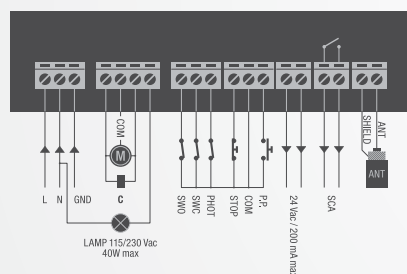 COM
M
L
N
GND
C
LAMP 115/230 Vac
40W max
SWO
SWC
PHOT
STOP
COM
P.P.
24 Vac / 200 mA max
SCA
SHIELD
ANT
ANT